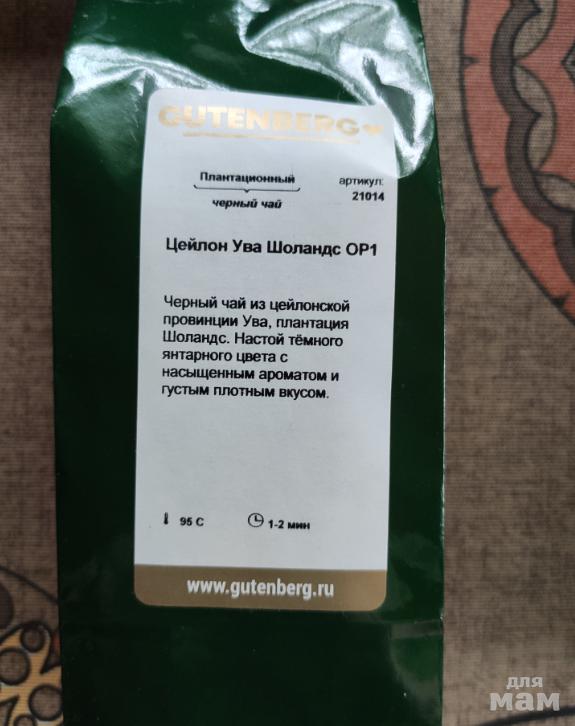 GUTENBERG
Плантационный
черный чай
артикул:
21014
Цейлон Ува Шоландс ОР1
Черный чай из цейлонской
провинции Ува, плантация
Шоландс. Настой тёмного
янтарного цвета с
насыщенным ароматом и
густым плотным вкусом.
95 С
1-2 мин
www.gutenberg.ru
для
мам